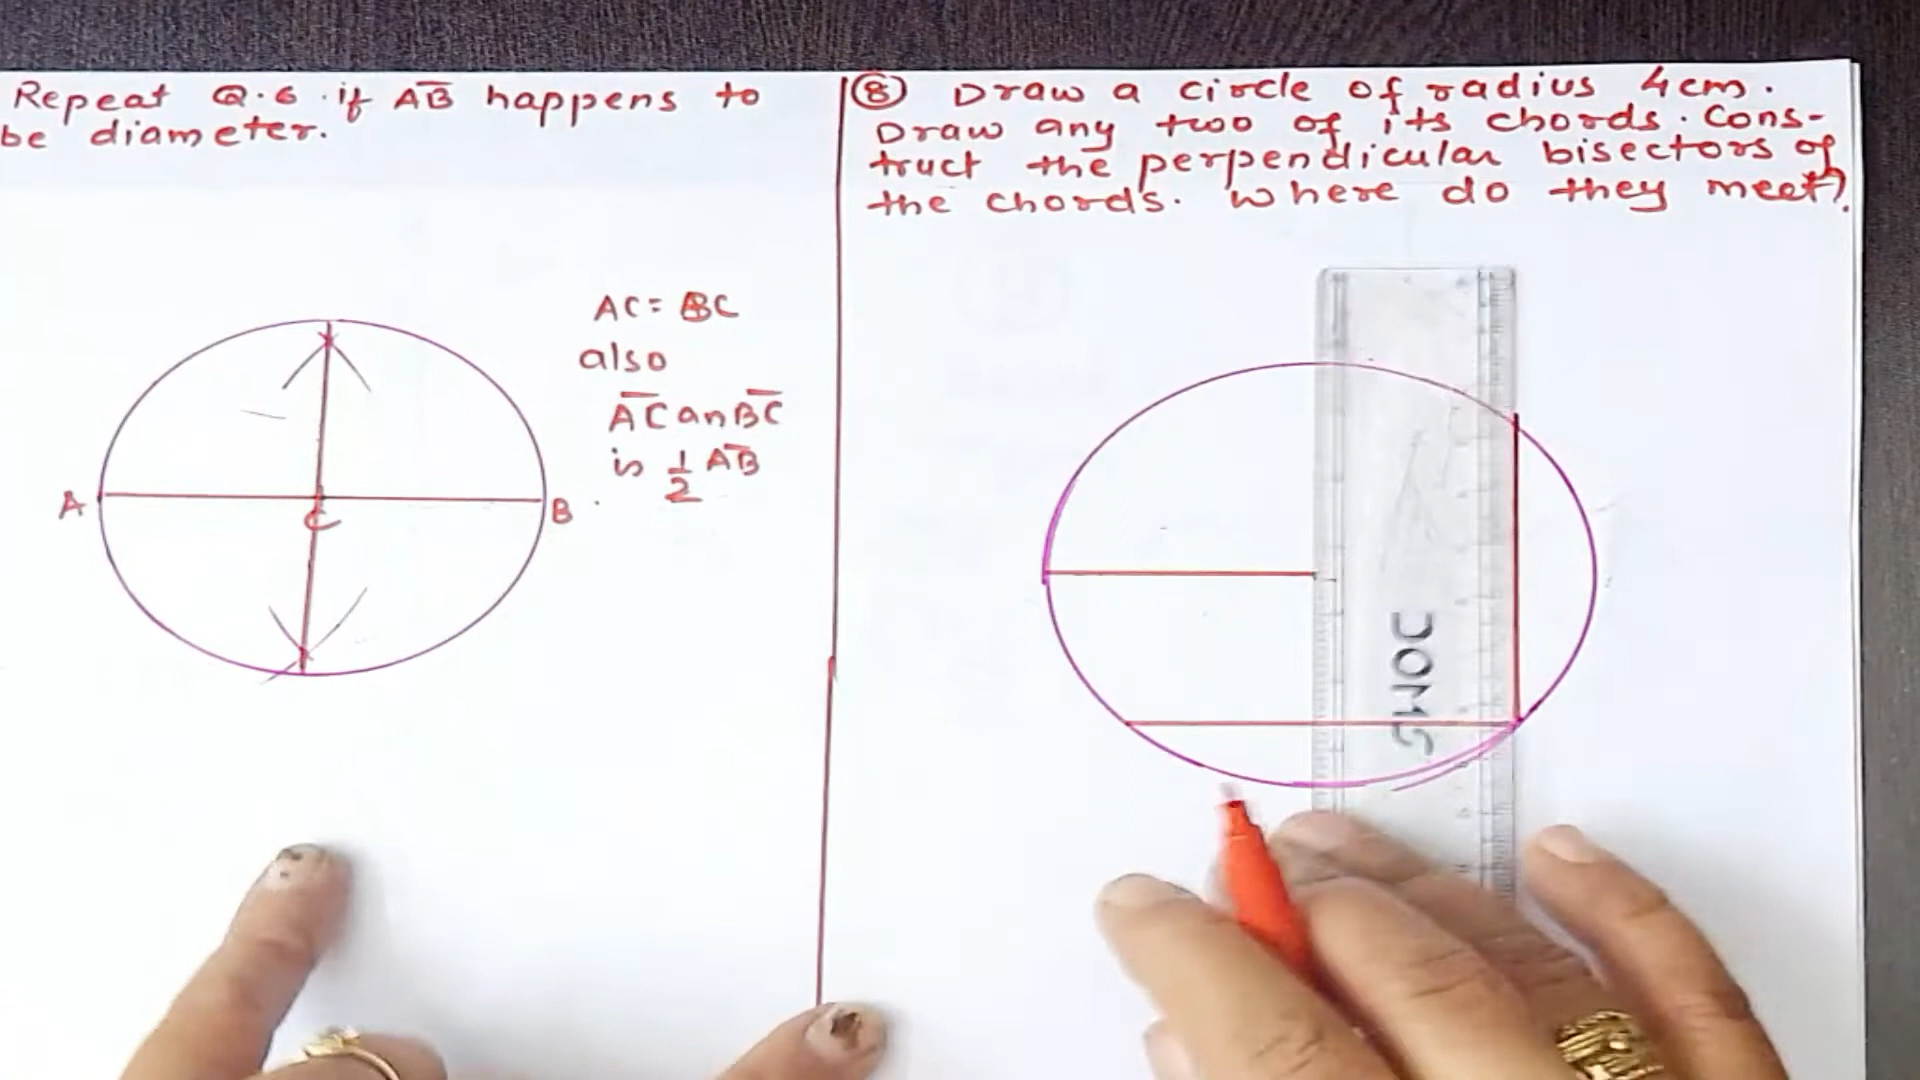 Repeat Q.6 if AB happens to
be diameter.
AC = BC
also
AC an BC
is 1/2 AB
A
B
C
⑧ Draw a circle of radius 4cm.
Draw any two of its chords. Cons-
truct the perpendicular bisectors of
the chords. Where do they meet?
DOMS